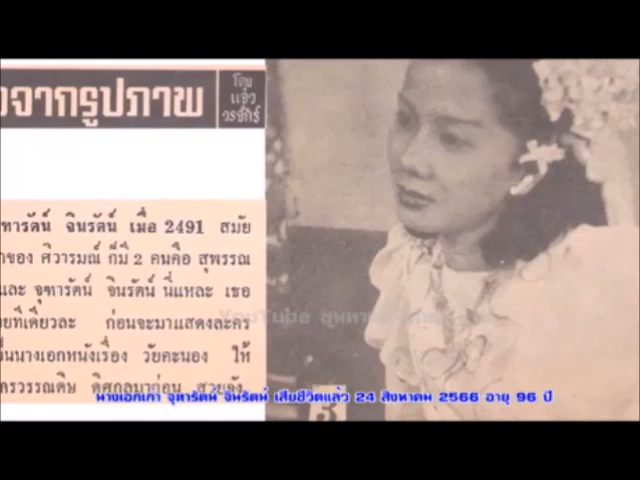 จากรูปภาพ
โดย
แจ๋ว
วรจักร์
ฑารัตน์ จินรัตน์ เมื่อ 2491 สมัย
ของ ศิวารมณ์ ก็มี 2 คนคือ สุพรรณ
และ จุฑารัตน์ จินรัตน์ นี่แหละ เธอ
ยทีเดียวละ ก่อนจะมาแสดงละคร
นนางเอกหนังเรื่อง วัยคะนอง ให้
วรรณดิษ ดิศกุลมาก่อน สวยจัง
YouTube
3
นางเอกเก่า จุฑารัตน์ จินรัตน์ เสียชีวิตแล้ว 24 สิงหาคม 2566 อายุ 96 ปี